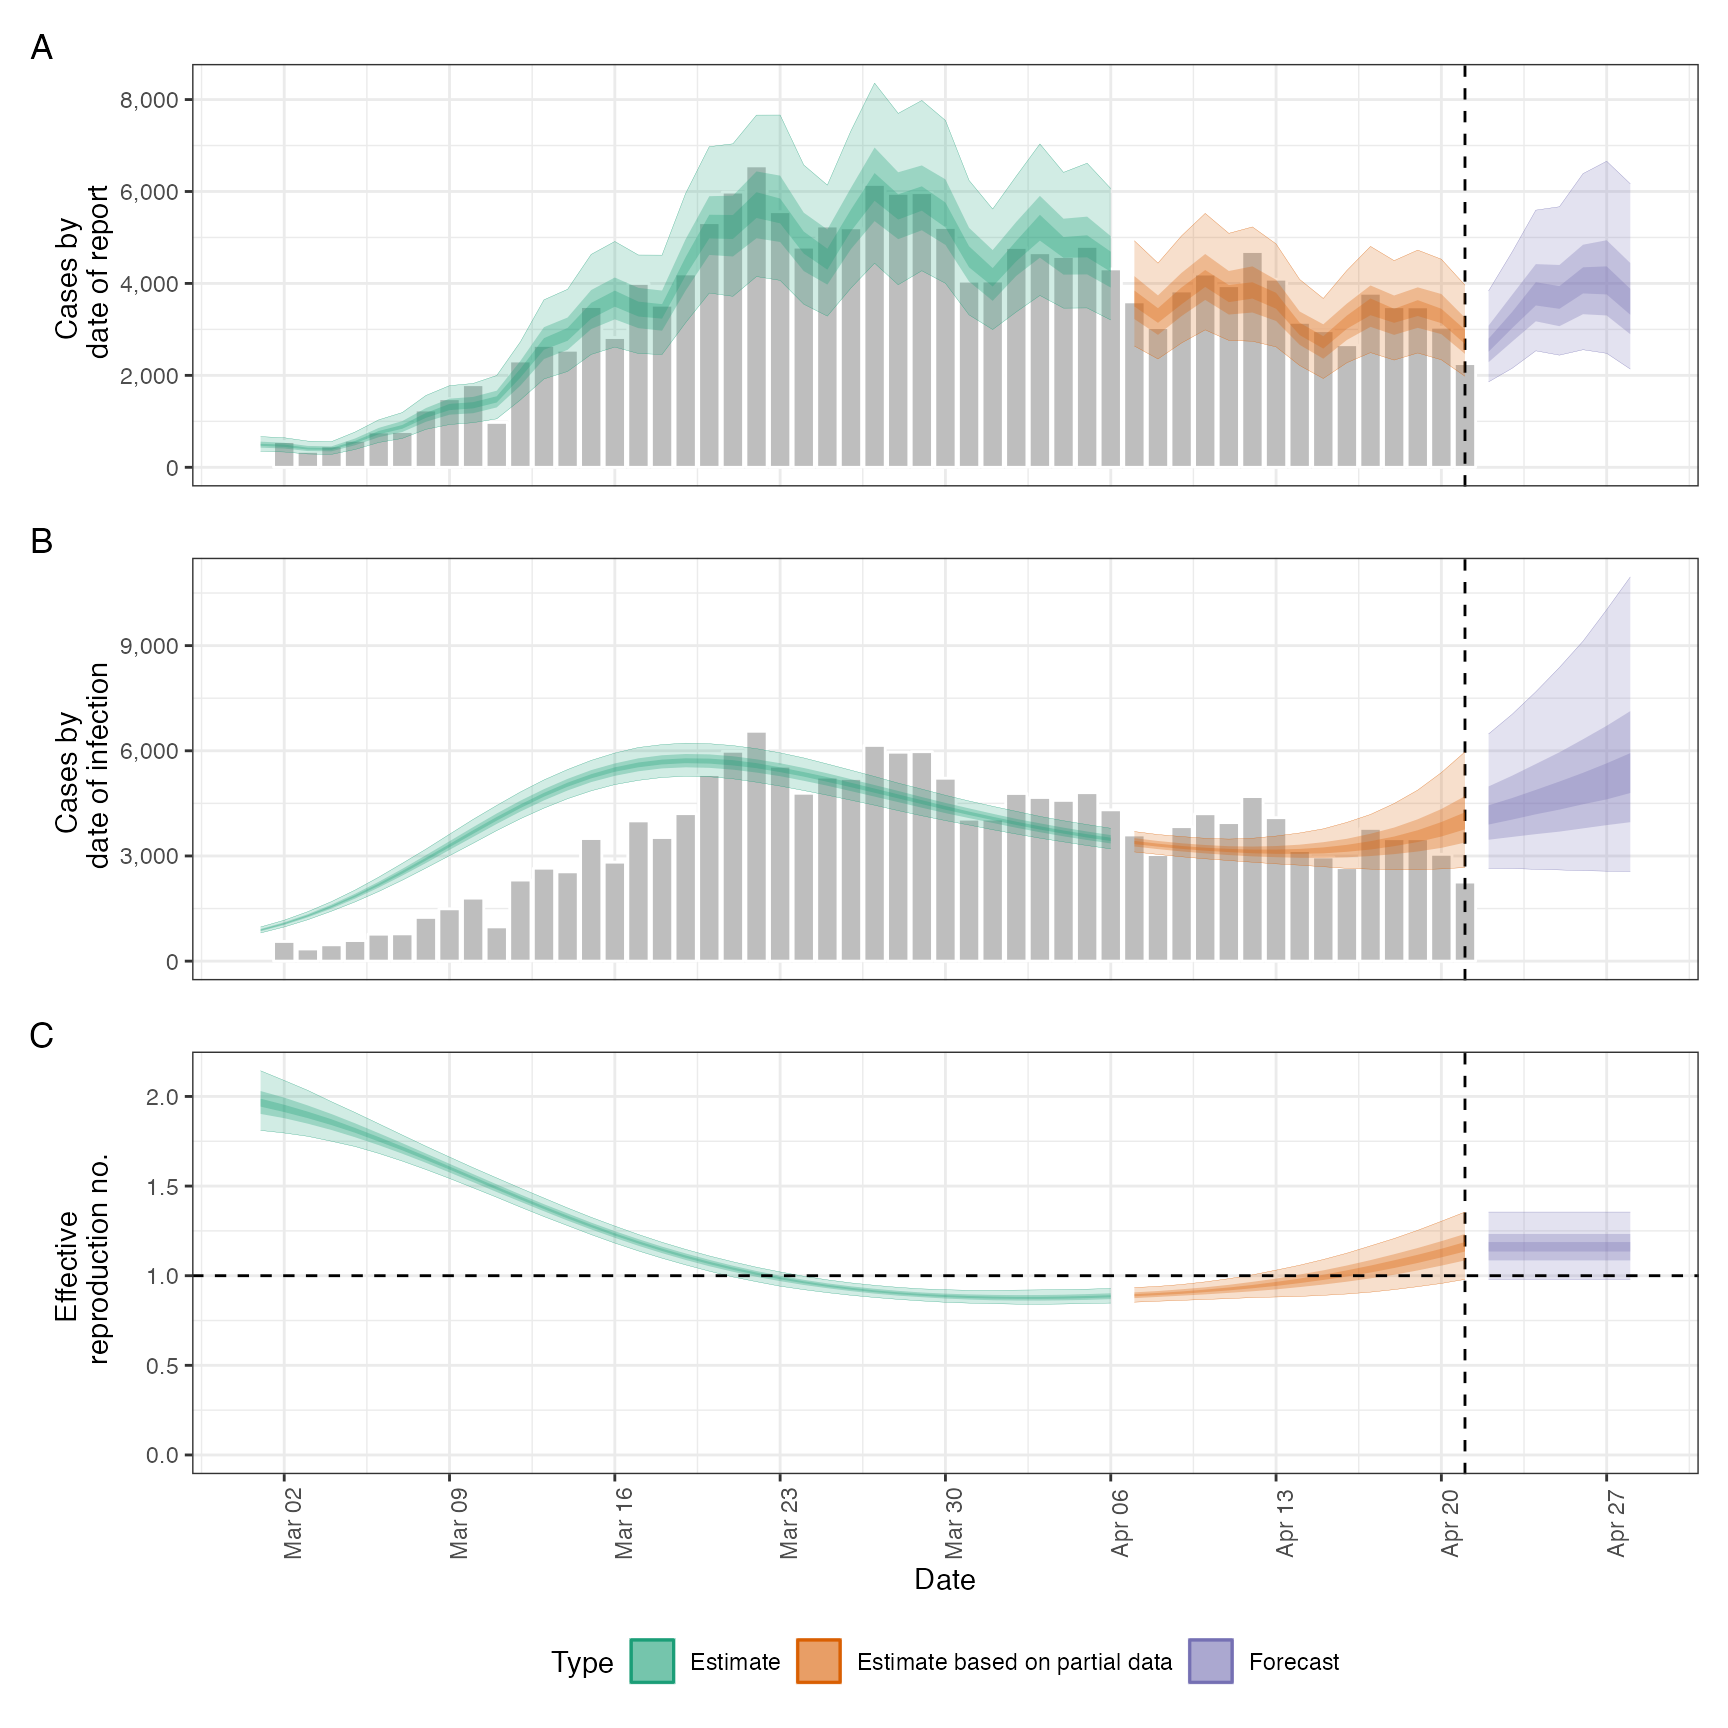 A
Cases by
date of report
8,000
6,000
4,000
2,000
0
B
Cases by
date of infection
9,000
6,000
3,000
0
C
Effective
reproduction no.
2.0
1.5
1.0
0.5
0.0
Mar 02
Mar 09
Mar 16
Mar 23
Mar 30
Apr 06
Apr 13
Apr 20
Apr 27
Date
Type Estimate Estimate based on partial data Forecast